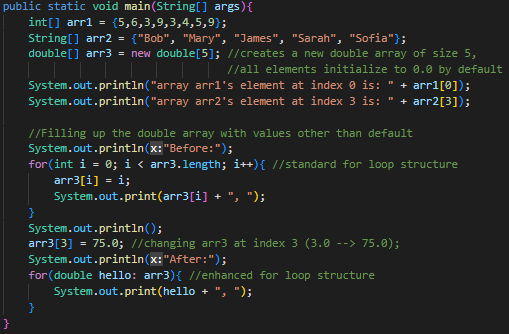 public static void main(String[] args){
int[] arr1 = {5,6,3,9,3,4,5,9};
String[] arr2 = {"Bob", "Mary", "James", "Sarah", "Sofia"};
double[] arr3 = new double[5]; //creates a new double array of size 5,
//all elements initialize to 0.0 by default
System.out.println("array arr1's element at index 0 is: " + arr1[0]);
System.out.println("array arr2's element at index 3 is: " + arr2[3]);
//Filling up the double array with values other than default
System.out.println(x:"Before:");
for(int i = 0; i < arr3.length; i++){ //standard for loop structure
arr3[i] = i;
System.out.print(arr3[i] + ", ");
}
System.out.println();
arr3[3] = 75.0; //changing arr3 at index 3 (3.0 --> 75.0);
System.out.println(x:"After:");
for(double hello: arr3){ //enhanced for loop structure
System.out.print(hello + ", ");
}
}